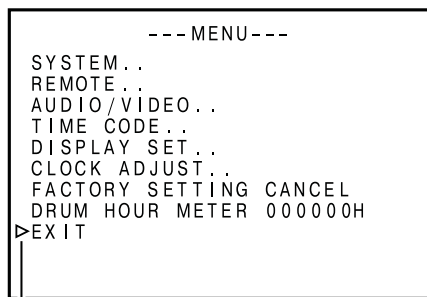 ---MENU---
SYSTEM..
REMOTE..
AUDIO/VIDEO..
TIME CODE..
DISPLAY SET..
CLOCK ADJUST..
FACTORY SETTING CANCEL
DRUM HOUR METER 000000H
EXIT